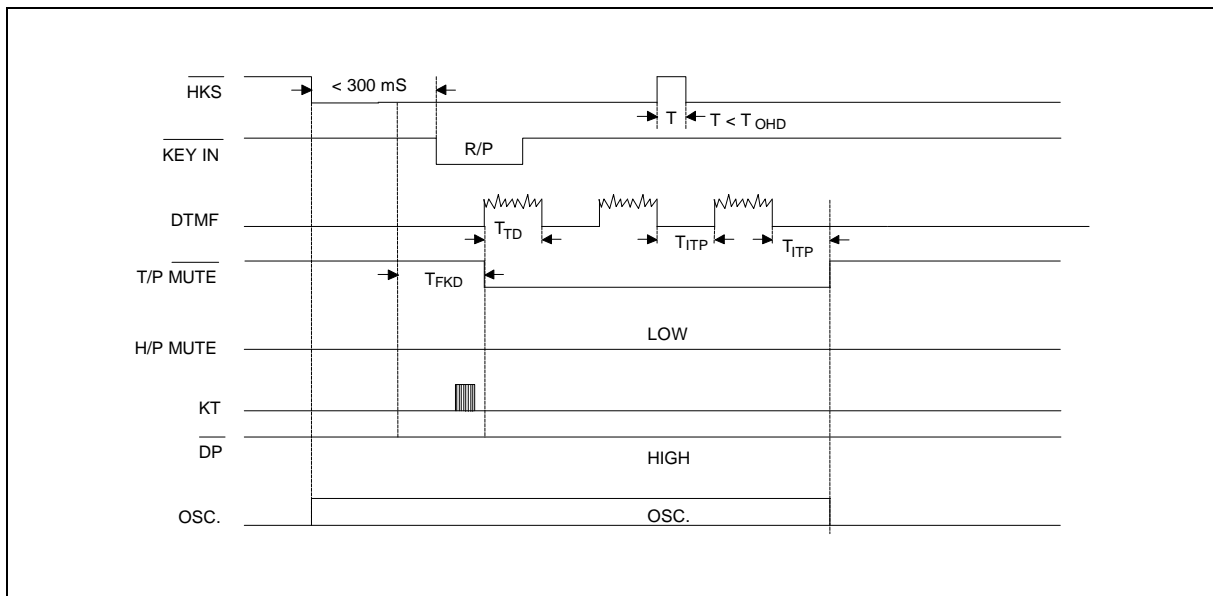 HKS
< 300 mS
T
T < TOHD
KEY IN
R/P
DTMF
TTD
TITP
TITP
T/P MUTE
TFKD
LOW
H/P MUTE
KT
DP
HIGH
OSC.
OSC.